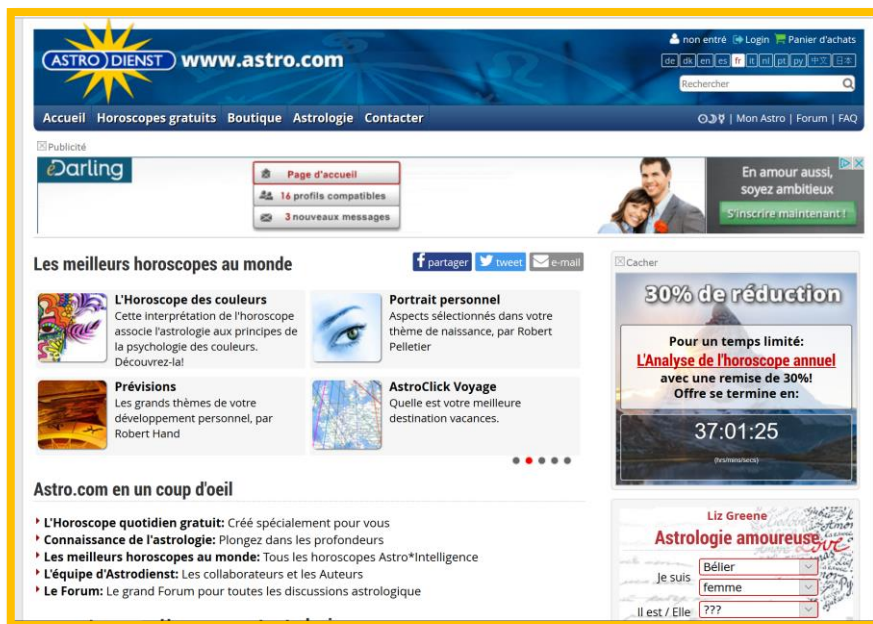 ASTRO DIENST www.astro.com
non entré Login Panier d'achats
de dk en es fr it nl pt py 中文 日本
Rechercher
Accueil Horoscopes gratuits Boutique Astrologie Contacter
| Mon Astro | Forum | FAQ
Publicité
eDarling
Page d'accueil
16 profils compatibles
3 nouveaux messages
En amour aussi,
soyez ambitieux
S'inscrire maintenant !
Les meilleurs horoscopes au monde
partager tweet e-mail
L'Horoscope des couleurs
Cette interprétation de l'horoscope
associe l'astrologie aux principes de
la psychologie des couleurs.
Découvrez-la!
Portrait personnel
Aspects sélectionnés dans votre
thème de naissance, par Robert
Pelletier
Prévisions
Les grands thèmes de votre
développement personnel, par
Robert Hand
AstroClick Voyage
Quelle est votre meilleure
destination vacances.
Astro.com en un coup d'oeil
L'Horoscope quotidien gratuit: Créé spécialement pour vous
Connaissance de l'astrologie: Plongez dans les profondeurs
Les meilleurs horoscopes au monde: Tous les horoscopes Astro*Intelligence
L'équipe d'Astrodienst: Les collaborateurs et les Auteurs
Le Forum: Le grand Forum pour toutes les discussions astrologique
Cacher
30% de réduction
Pour un temps limité:
L'Analyse de l'horoscope annuel
avec une remise de 30%!
Offre se termine en:
37:01:25
(hrs/mins/secs)
Liz Greene
Astrologie amoureuse
Love
Je suis
Bélier
femme
Il est / Elle
???